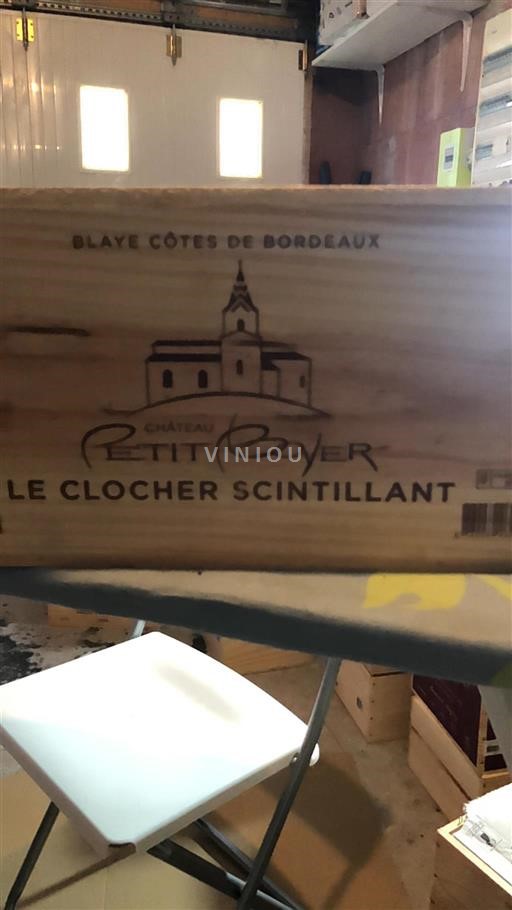 BLAYE CÔTES DE BORDEAUX
CHÂTEAU
PETIT BOYER
VINIOU
LE CLOCHER SCINTILLANT